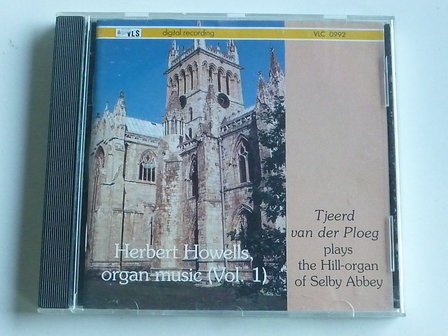 VLS
digital recording
VLC 0992
Herbert Howells,
organ music (Vol. 1)
Tjeerd
van der Ploeg
plays
the Hill-organ
of Selby Abbey